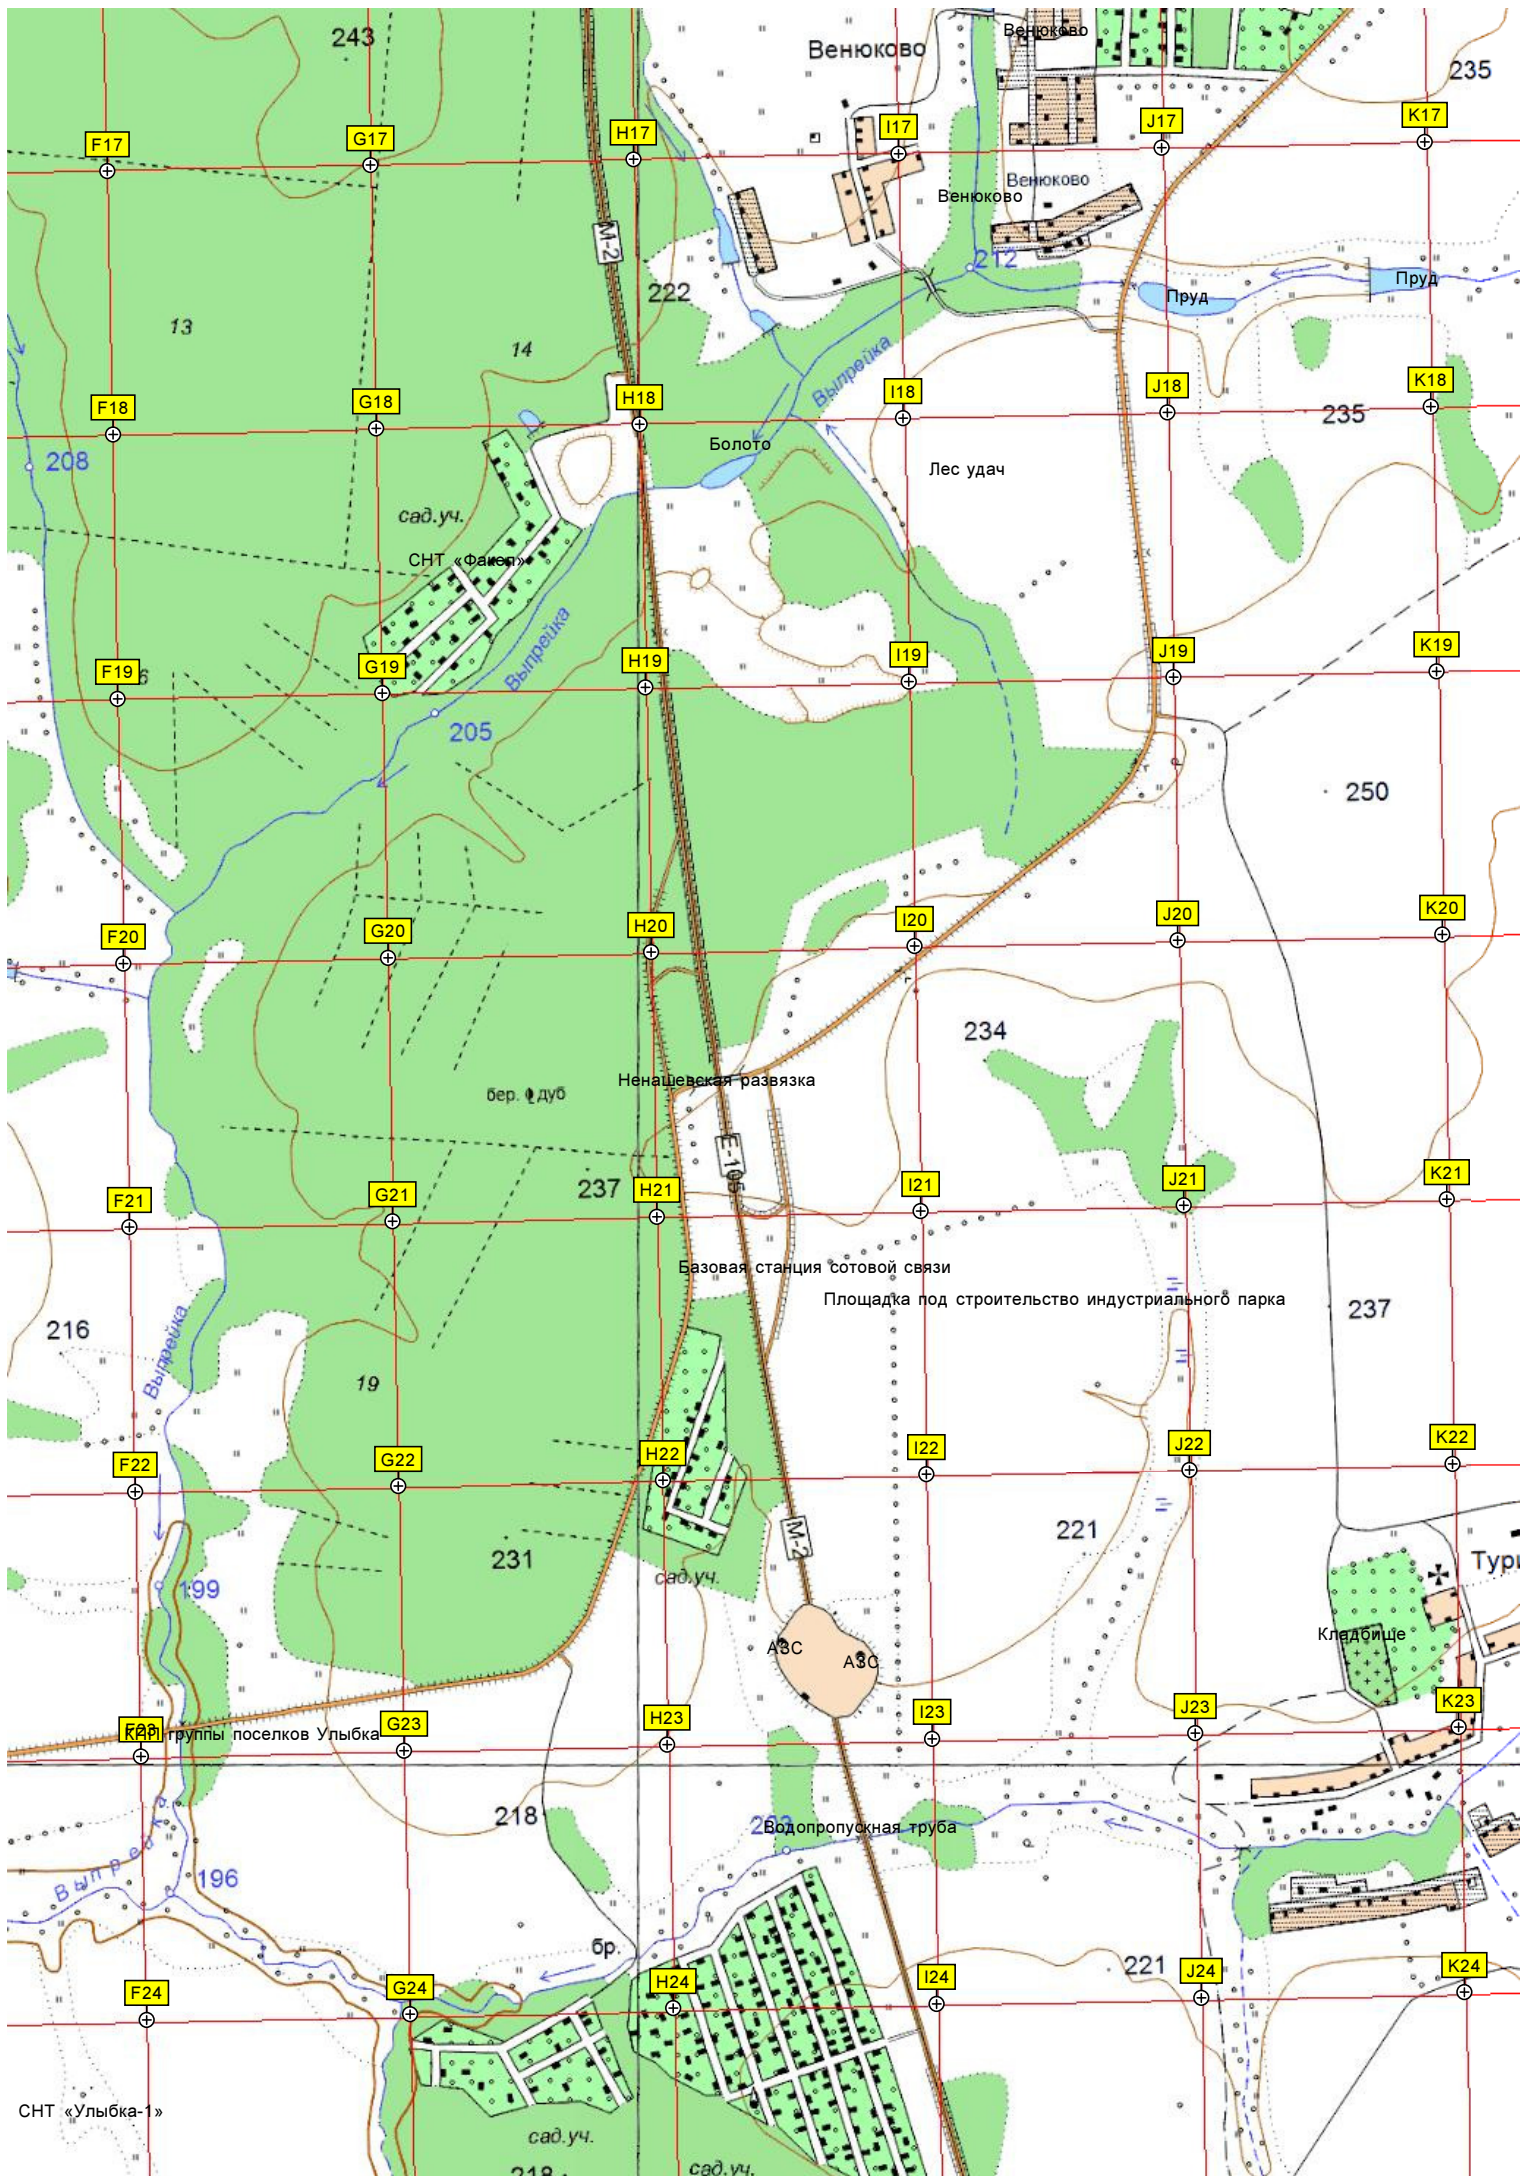 243
Венюково
Венюково
235
F17
G17
H17
I17
J17
K17
Венюково
Венюково
М-2
212
Пруд
Пруд
222
13
14
Выпрейка
F18
G18
H18
I18
J18
K18
235
208
Болото
Лес удач
сад.уч.
СНТ «Факел»
Выпрейка
F19
G19
H19
I19
J19
K19
205
250
F20
G20
H20
I20
J20
K20
234
Ненашевская развязка
бер.
дуб
Е-105
237
F21
G21
H21
I21
J21
K21
Базовая станция сотовой связи
Площадка под строительство индустриального парка
216
Выпрейка
237
19
F22
G22
H22
I22
J22
K22
М-2
221
231
сад.уч.
199
АЗС
АЗС
Кладбище
F23
КПП группы поселков Улыбка
G23
H23
I23
J23
K23
218
Водопропускная труба
Выпрейка
196
бр.
221
F24
G24
H24
I24
J24
K24
СНТ «Улыбка-1»
сад.уч.
сад.уч.
218